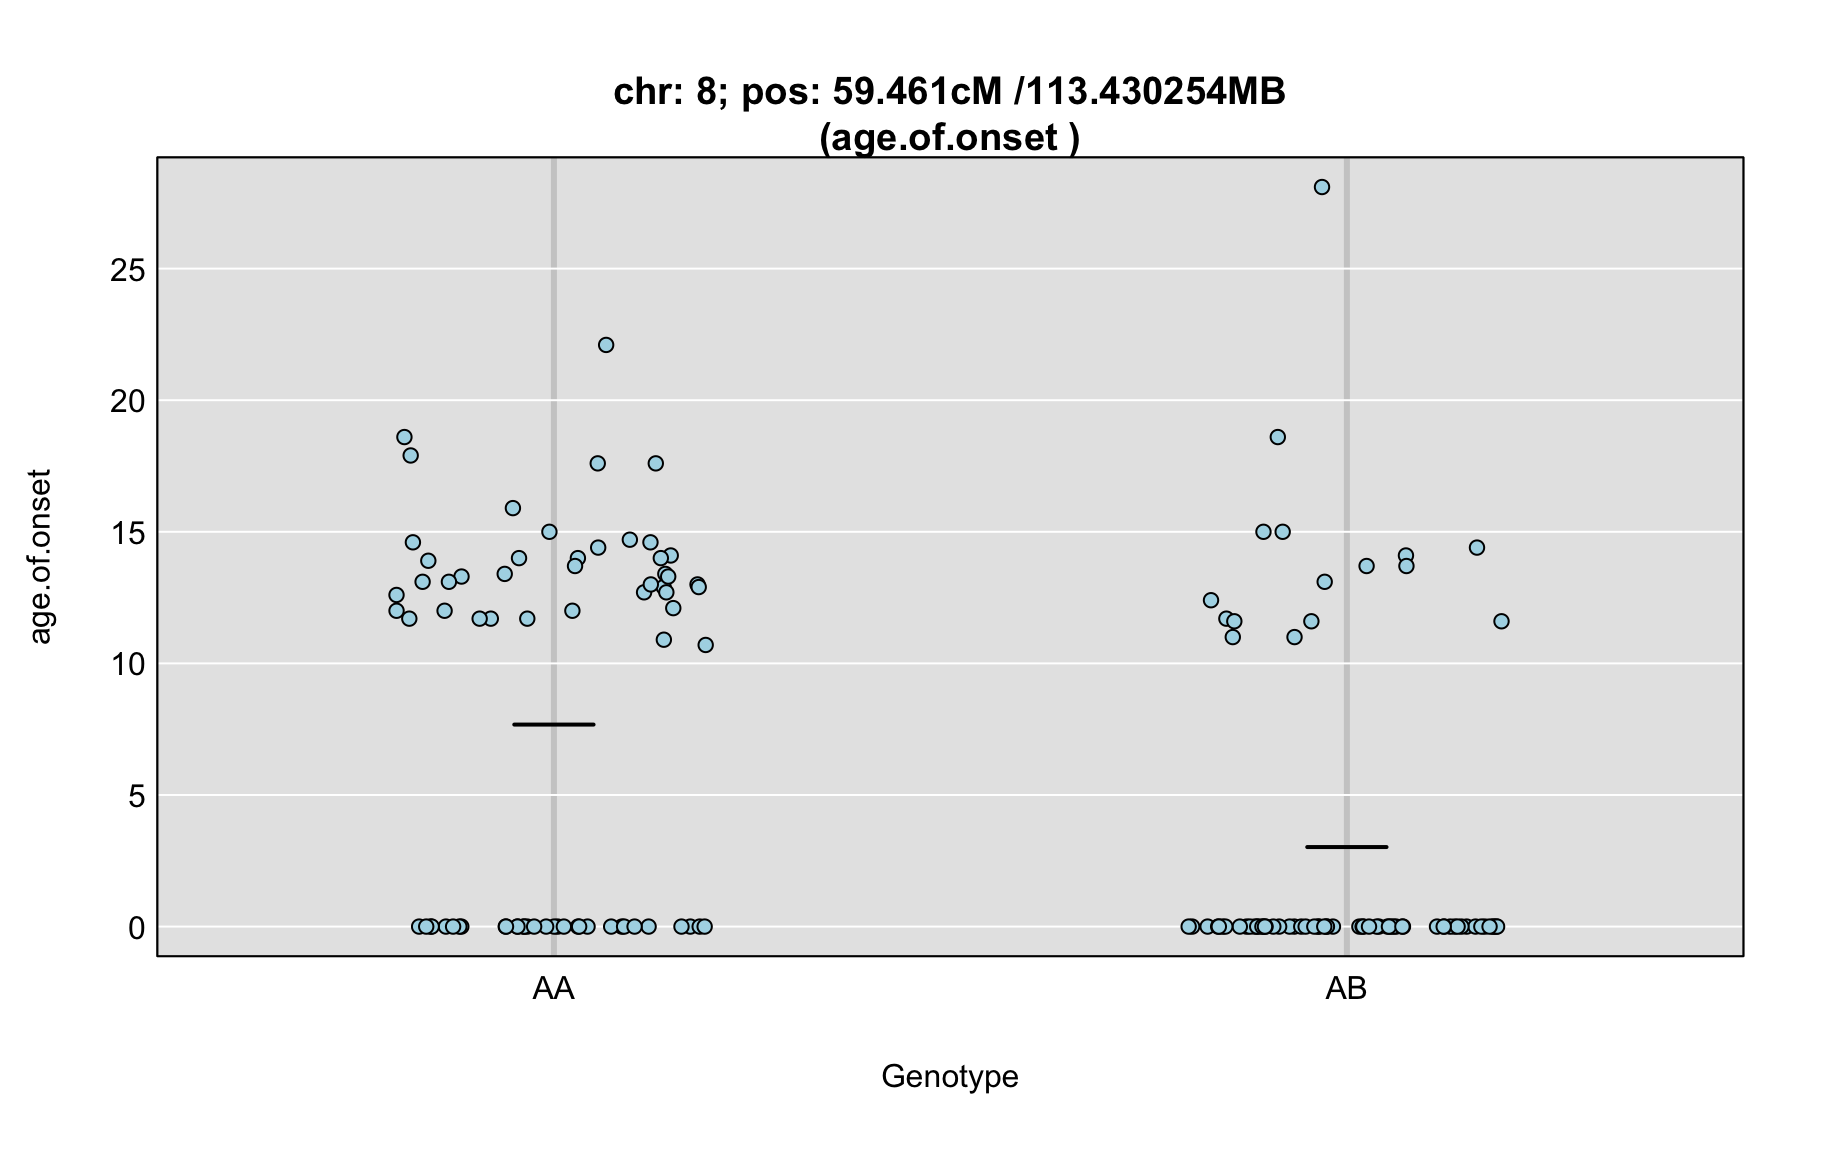 chr: 8; pos: 59.461cM /113.430254MB
(age.of.onset )
25
20
15
10
5
0
age.of.onset
AA
AB
Genotype